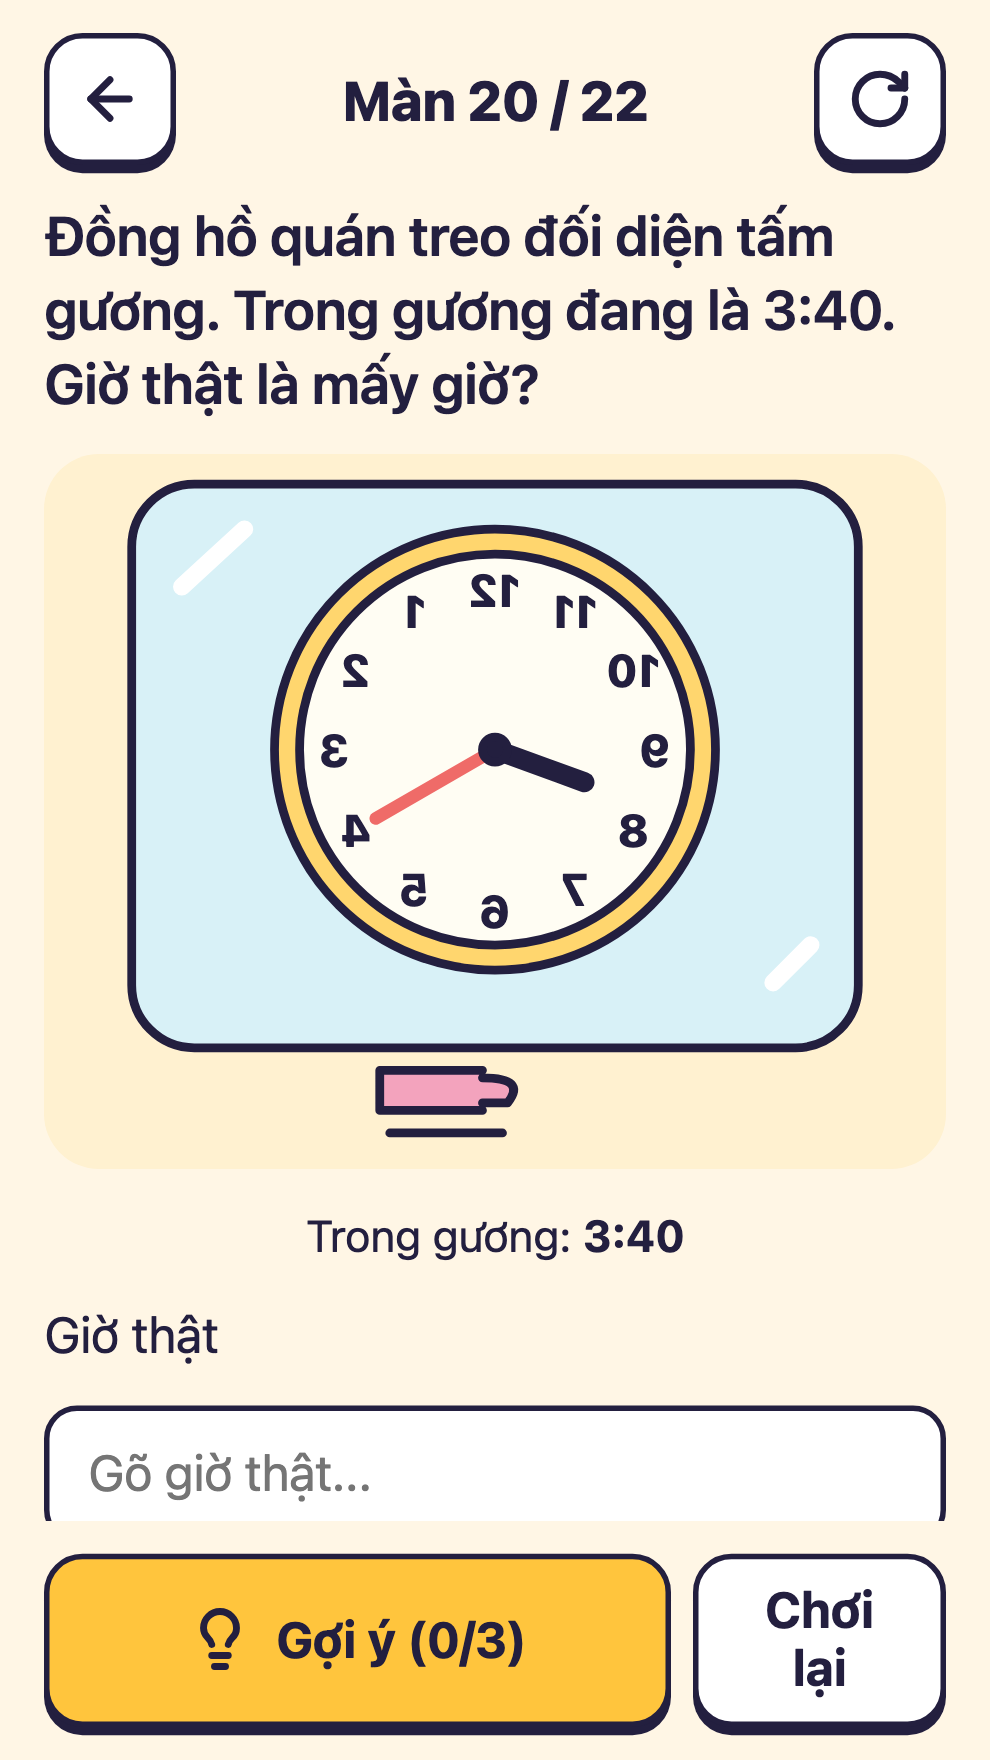 Màn 20 / 22
Đồng hồ quán treo đối diện tấm
gương. Trong gương đang là 3:40.
Giờ thật là mấy giờ?
12
1
11
2
10
3
9
4
8
5
7
6
Trong gương: 3:40
Giờ thật
Gõ giờ thật...
Gợi ý (0/3)
Chơi
lại